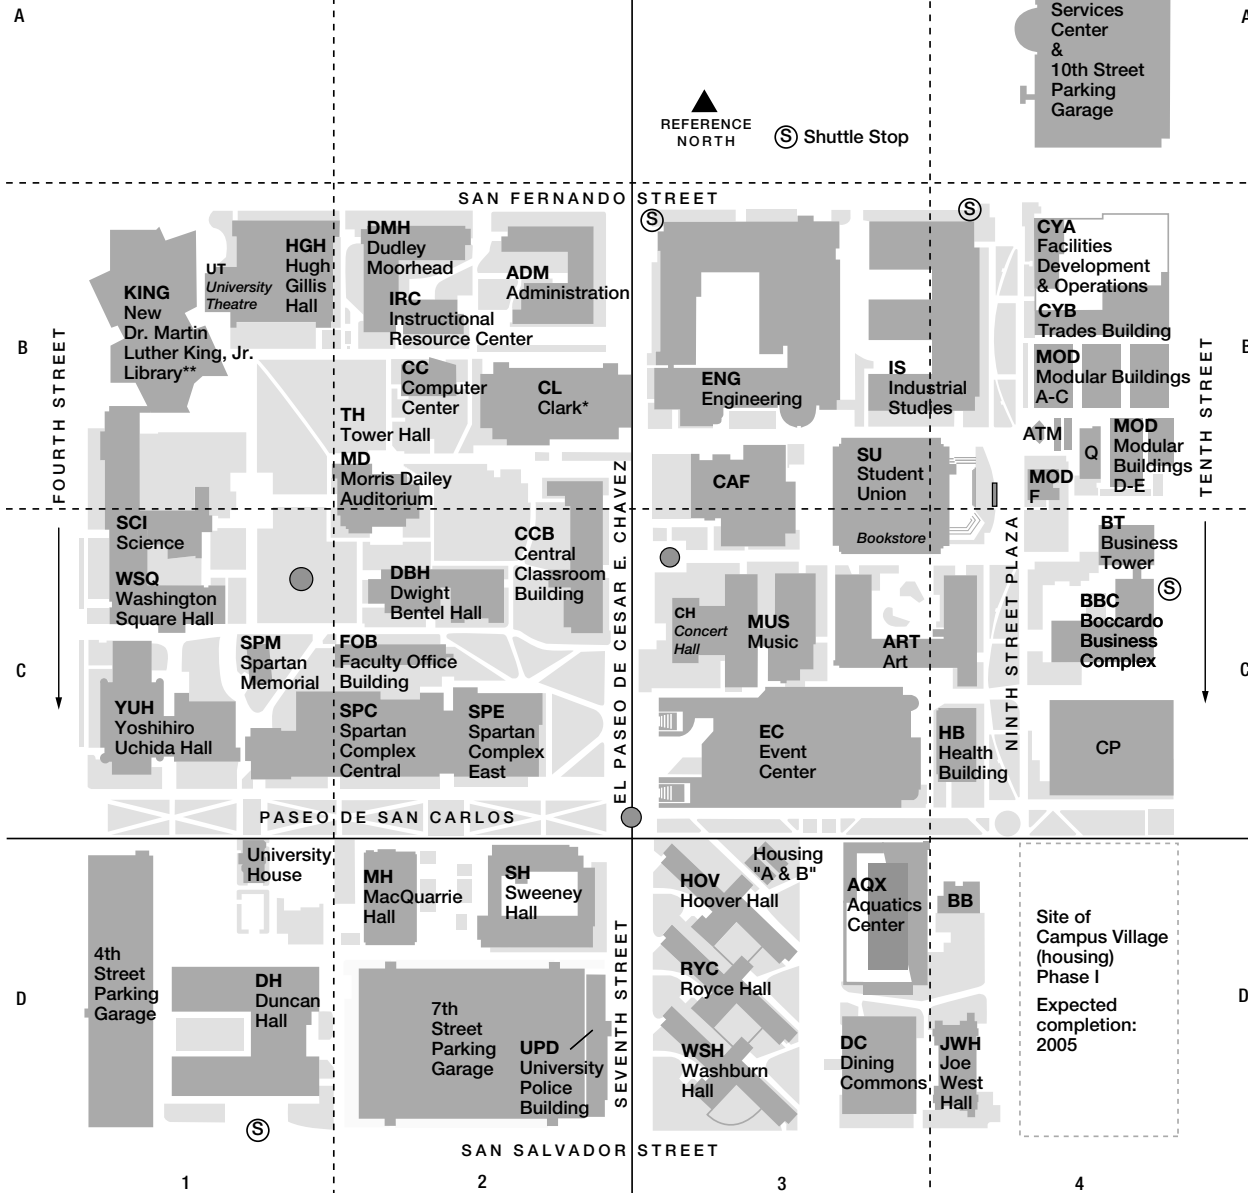 A
A
Services
Center
&
10th Street
Parking
Garage
REFERENCE
NORTH
S Shuttle Stop
SAN FERNANDO STREET
S
S
KING
New
Dr. Martin
Luther King, Jr.
Library**
UT
University
Theatre
HGH
Hugh
Gillis
Hall
DMH
Dudley
Moorhead
IRC
Instructional
Resource Center
ADM
Administration
CC
Computer
Center
CL
Clark*
TH
Tower Hall
MD
Morris Dailey
Auditorium
ENG
Engineering
IS
Industrial
Studies
CYA
Facilities
Development
& Operations
CYB
Trades Building
MOD
Modular Buildings
A-C
ATM
Q
MOD
Modular
Buildings
D-E
MOD
F
B
B
FOURTH STREET
TENTH STREET
CAF
SU
Student
Union
Bookstore
EL PASEO DE CESAR E. CHAVEZ
NINTH STREET PLAZA
SCI
Science
WSQ
Washington
Square Hall
CCB
Central
Classroom
Building
DBH
Dwight
Bentel Hall
SPM
Spartan
Memorial
FOB
Faculty Office
Building
YUH
Yoshihiro
Uchida Hall
SPC
Spartan
Complex
Central
SPE
Spartan
Complex
East
CH
Concert
Hall
MUS
Music
ART
Art
BT
Business
Tower
S
BBC
Boccardo
Business
Complex
C
C
EC
Event
Center
HB
Health
Building
CP
PASEO DE SAN CARLOS
University
House
MH
MacQuarrie
Hall
SH
Sweeney
Hall
4th
Street
Parking
Garage
DH
Duncan
Hall
7th
Street
Parking
Garage
UPD
University
Police
Building
SEVENTH STREET
HOV
Hoover Hall
Housing
"A & B"
RYC
Royce Hall
WSH
Washburn
Hall
AQX
Aquatics
Center
BB
DC
Dining
Commons
JWH
Joe
West
Hall
Site of
Campus Village
(housing)
Phase I
Expected
completion:
2005
D
D
S
SAN SALVADOR STREET
1
2
3
4